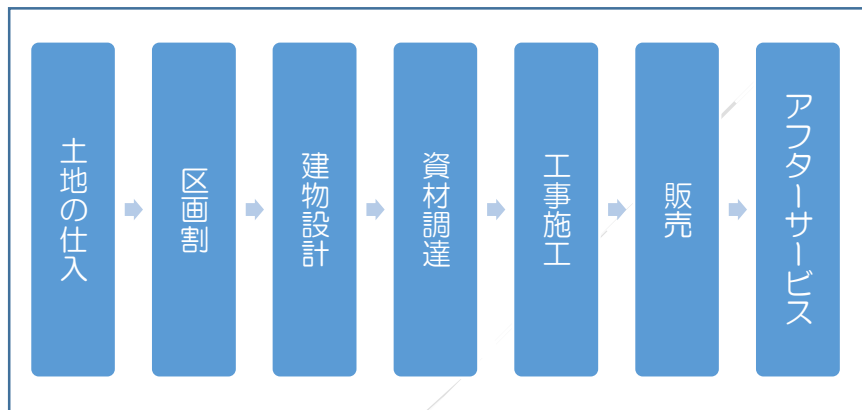 土地の仕入
区画割
建物設計
資材調達
工事施工
販売
アフターサービス